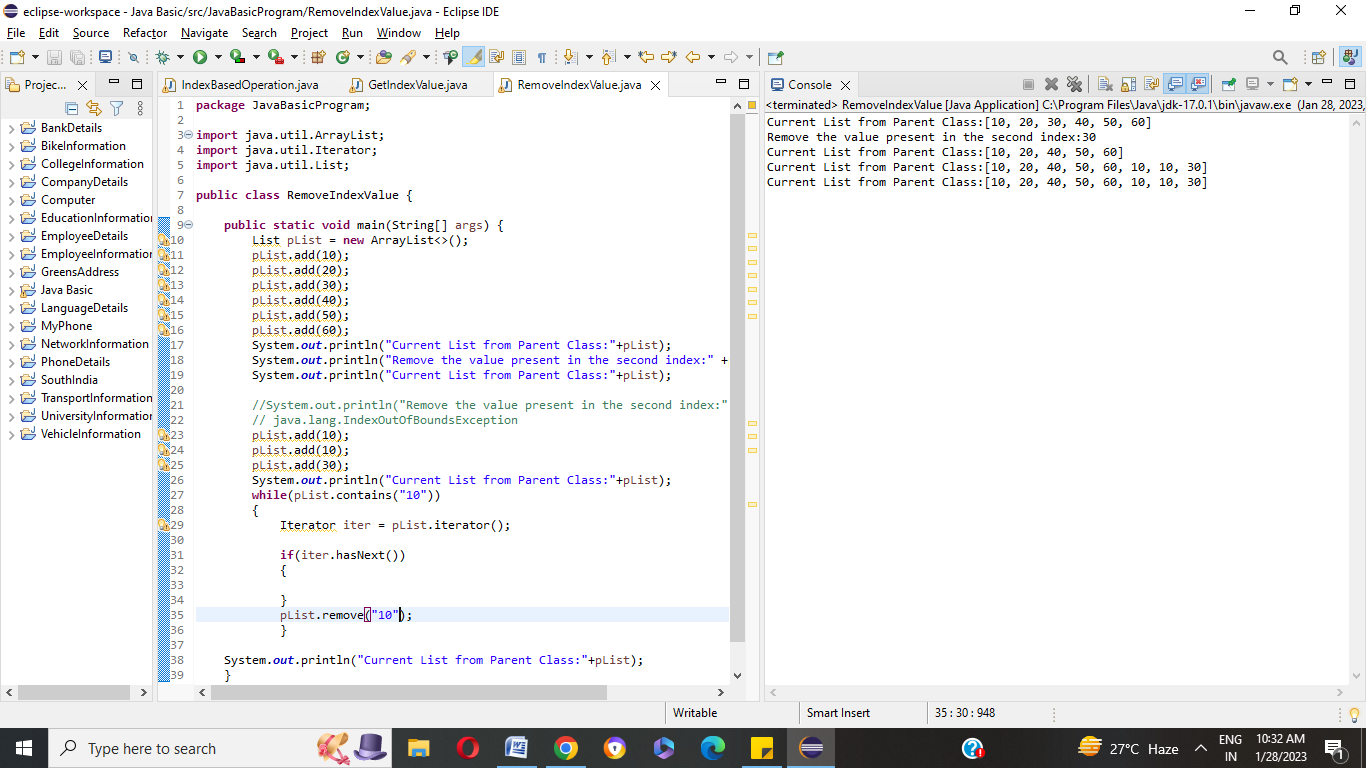 eclipse-workspace - Java Basic/src/JavaBasicProgram/RemoveIndexValue.java - Eclipse IDE
File Edit Source Refactor Navigate Search Project Run Window Help
Projec...
BankDetails
BikeInformation
CollegeInformation
CompanyDetails
Computer
EducationInformation
EmployeeDetails
EmployeeInformation
GreensAddress
Java Basic
LanguageDetails
MyPhone
NetworkInformation
PhoneDetails
SouthIndia
TransportInformation
UniversityInformation
VehicleInformation
IndexBasedOperation.java GetIndexValue.java RemoveIndexValue.java
1 package JavaBasicProgram;
2
3 import java.util.ArrayList;
4 import java.util.Iterator;
5 import java.util.List;
6
7 public class RemoveIndexValue {
8
9 public static void main(String[] args) {
10 List pList = new ArrayList<>();
11 pList.add(10);
12 pList.add(20);
13 pList.add(30);
14 pList.add(40);
15 pList.add(50);
16 pList.add(60);
17 System.out.println("Current List from Parent Class:"+pList);
18 System.out.println("Remove the value present in the second index:" +
19 System.out.println("Current List from Parent Class:"+pList);
20
21 //System.out.println("Remove the value present in the second index:"
22 // java.lang.IndexOutOfBoundsException
23 pList.add(10);
24 pList.add(10);
25 pList.add(30);
26 System.out.println("Current List from Parent Class:"+pList);
27 while(pList.contains("10"))
28 {
29 Iterator iter = pList.iterator();
30
31 if(iter.hasNext())
32 {
33
34 }
35 pList.remove("10");
36 }
37
38 System.out.println("Current List from Parent Class:"+pList);
39 }
Console
<terminated> RemoveIndexValue [Java Application] C:\Program Files\Java\jdk-17.0.1\bin\javaw.exe (Jan 28, 2023,
Current List from Parent Class:[10, 20, 30, 40, 50, 60]
Remove the value present in the second index:30
Current List from Parent Class:[10, 20, 40, 50, 60]
Current List from Parent Class:[10, 20, 40, 50, 60, 10, 10, 30]
Current List from Parent Class:[10, 20, 40, 50, 60, 10, 10, 30]
Writable Smart Insert 35 : 30 : 948
Type here to search
27°C Haze
ENG
IN
10:32 AM
1/28/2023
1